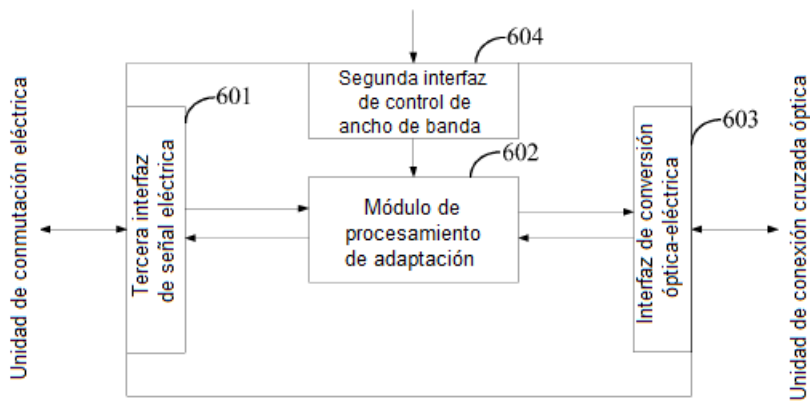 604
Segunda interfaz
de control de
ancho de banda
601
603
602
Unidad de conmutación eléctrica
Tercera interfaz
de señal eléctrica
Módulo de
procesamiento
de adaptación
Interfaz de conversión
óptica-eléctrica
Unidad de conexión cruzada óptica